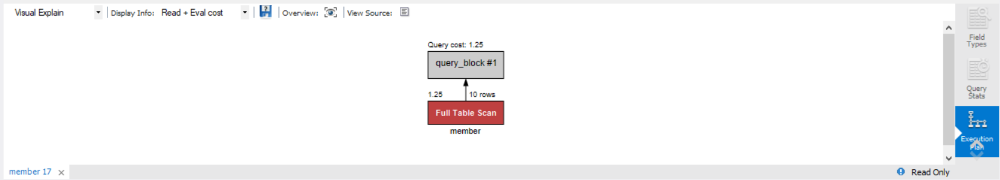 Visual Explain
Display Info: Read + Eval cost
Overview:
View Source:
Query cost: 1.25
query_block #1
1.25 10 rows
Full Table Scan
member
Field
Types
Query
Stats
Execution
Plan
member 17
Read Only